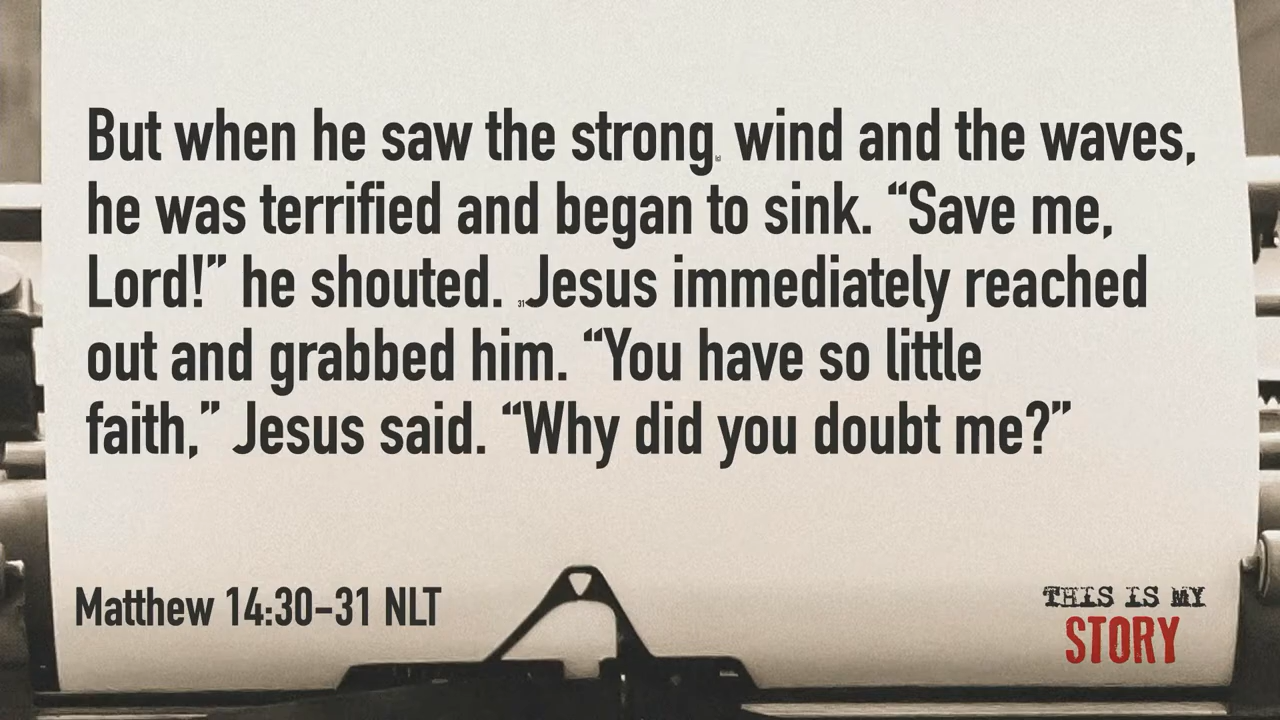 But when he saw the strong wind and the waves,
he was terrified and began to sink. “Save me,
Lord!” he shouted. 31 Jesus immediately reached
out and grabbed him. “You have so little
faith,” Jesus said. “Why did you doubt me?”
Matthew 14:30-31 NLT
THIS IS MY
STORY